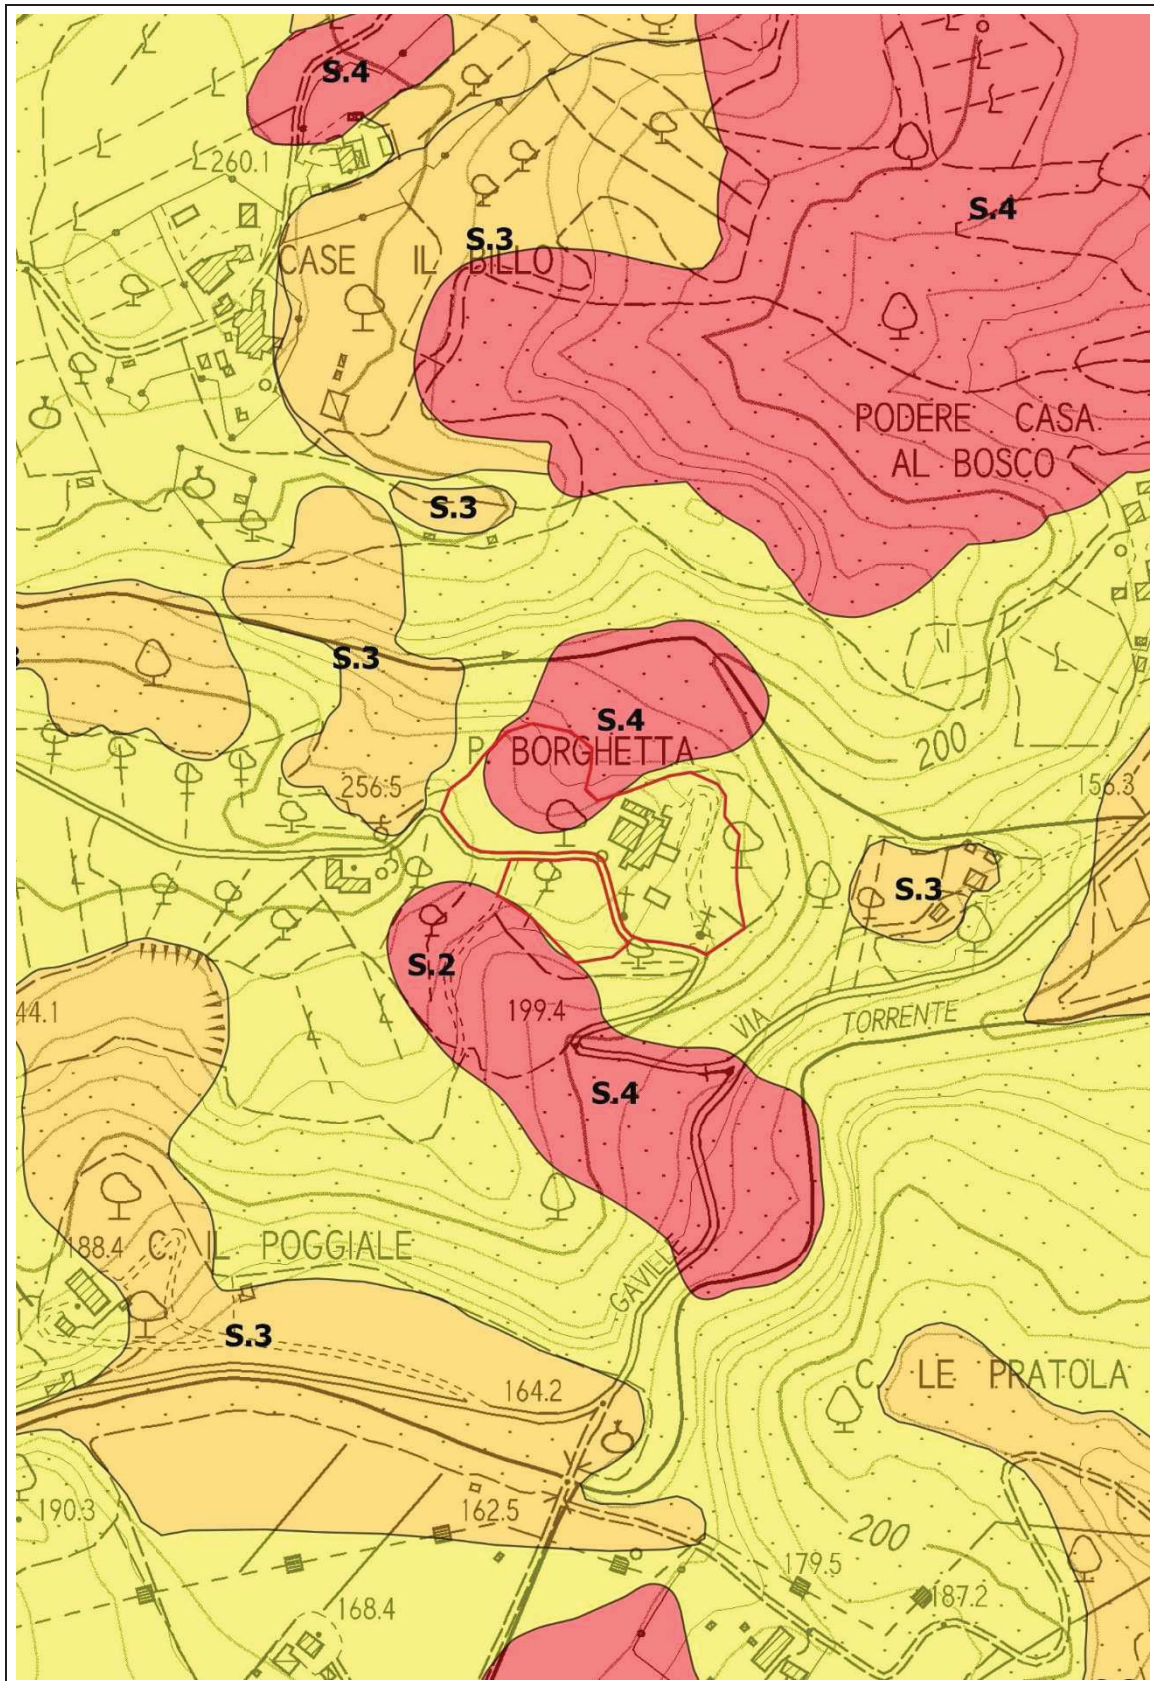 S.4
260.1
S.4
S.3
CASE IL BILLO
PODERE CASA
AL BOSCO
S.3
S.3
S.4
P. BORGHETTA
200
256.5
156.3
S.3
S.2
44.1
199.4
VIA
TORRENTE
S.4
188.4
C. IL POGGIALE
S.3
C. LE PRATOLA
164.2
190.3
162.5
200
179.5
187.2
168.4